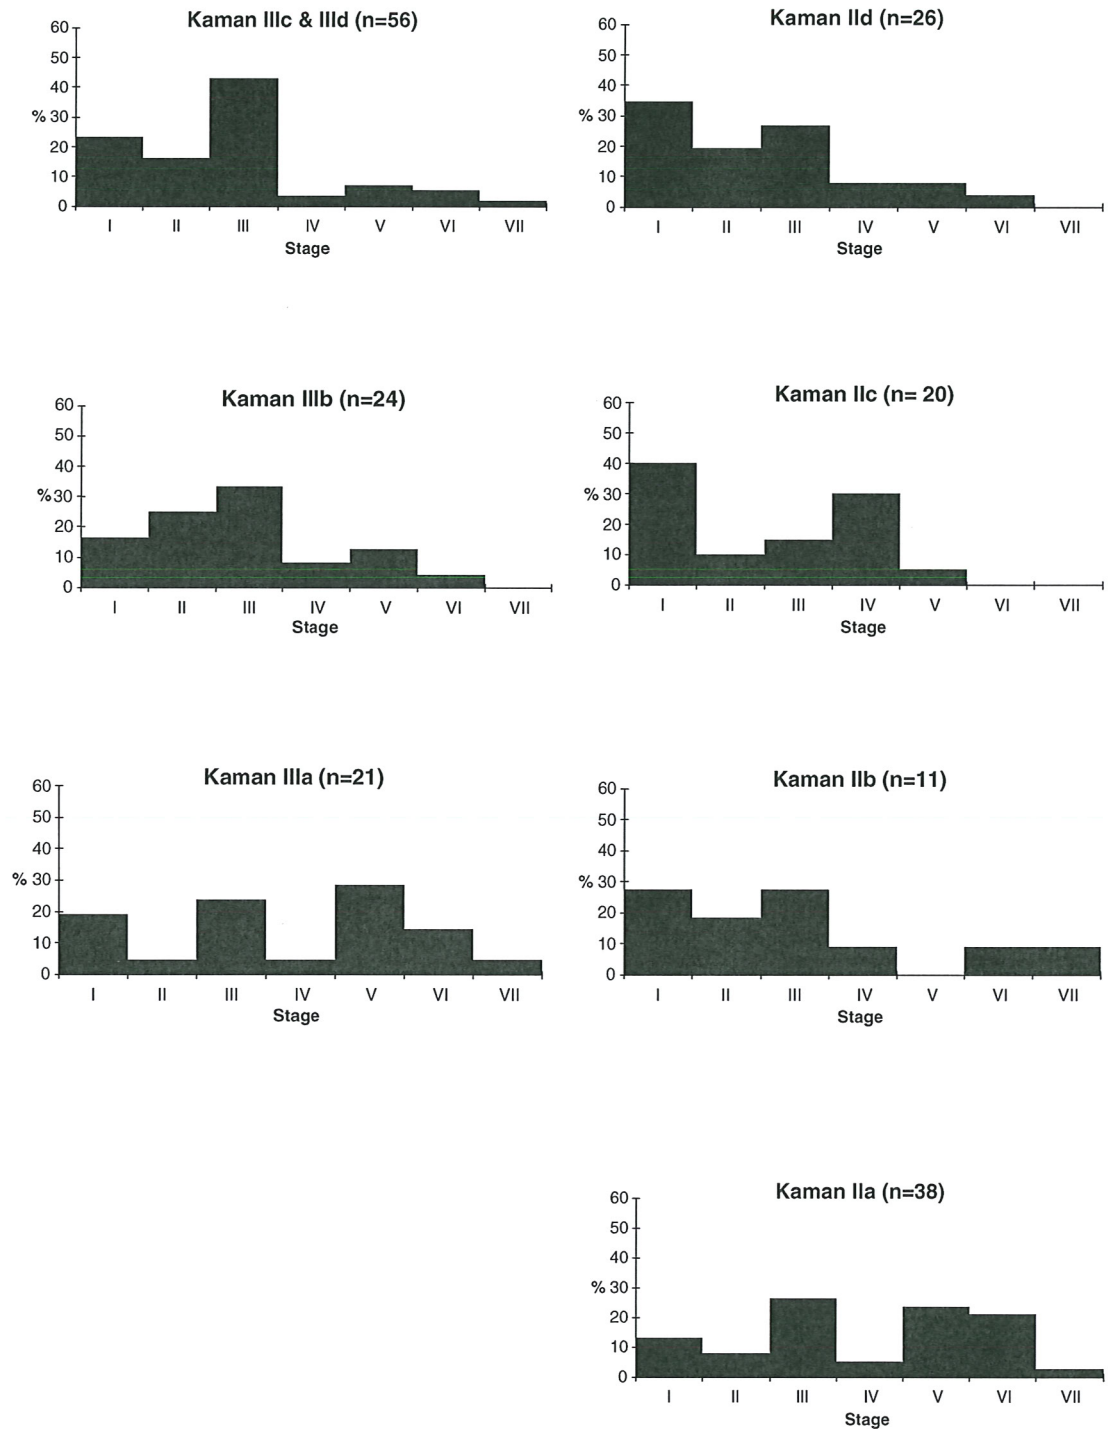 Kaman IIIc & IIId (n=56)
60
50
40
% 30
20
10
0
I II III IV V VI VII
Stage
Kaman IId (n=26)
60
50
40
% 30
20
10
0
I II III IV V VI VII
Stage
Kaman IIIb (n=24)
60
50
40
% 30
20
10
0
I II III IV V VI VII
Stage
Kaman IIc (n= 20)
60
50
40
% 30
20
10
0
I II III IV V VI VII
Stage
Kaman IIIa (n=21)
60
50
40
% 30
20
10
0
I II III IV V VI VII
Stage
Kaman IIb (n=11)
60
50
40
% 30
20
10
0
I II III IV V VI VII
Stage
Kaman IIa (n=38)
60
50
40
% 30
20
10
0
I II III IV V VI VII
Stage